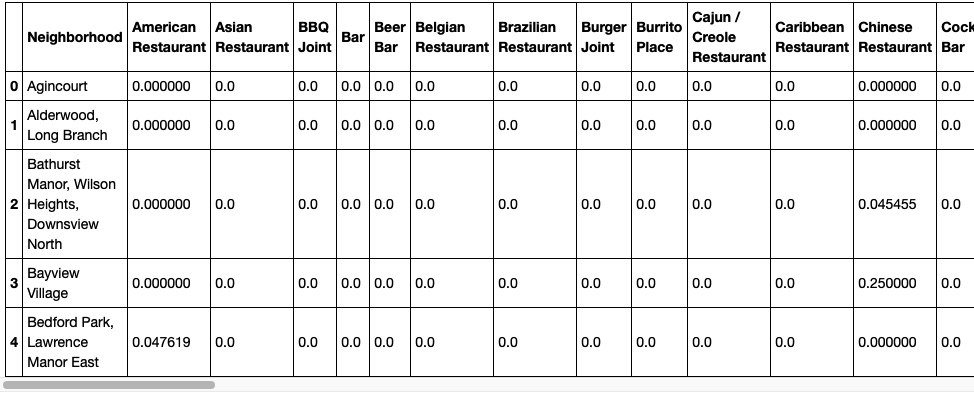 Neighborhood American Restaurant Asian Restaurant BBQ Joint Bar Beer Bar Belgian Restaurant Brazilian Restaurant Burger Joint Burrito Place Cajun / Creole Restaurant Caribbean Restaurant Chinese Restaurant Cock Bar
0 Agincourt 0.000000 0.0 0.0 0.0 0.0 0.0 0.0 0.0 0.0 0.0 0.0 0.000000 0.0
1 Alderwood, Long Branch 0.000000 0.0 0.0 0.0 0.0 0.0 0.0 0.0 0.0 0.0 0.0 0.000000 0.0
2 Bathurst Manor, Wilson Heights, Downsview North 0.000000 0.0 0.0 0.0 0.0 0.0 0.0 0.0 0.0 0.0 0.0 0.045455 0.0
3 Bayview Village 0.000000 0.0 0.0 0.0 0.0 0.0 0.0 0.0 0.0 0.0 0.0 0.250000 0.0
4 Bedford Park, Lawrence Manor East 0.047619 0.0 0.0 0.0 0.0 0.0 0.0 0.0 0.0 0.0 0.0 0.000000 0.0